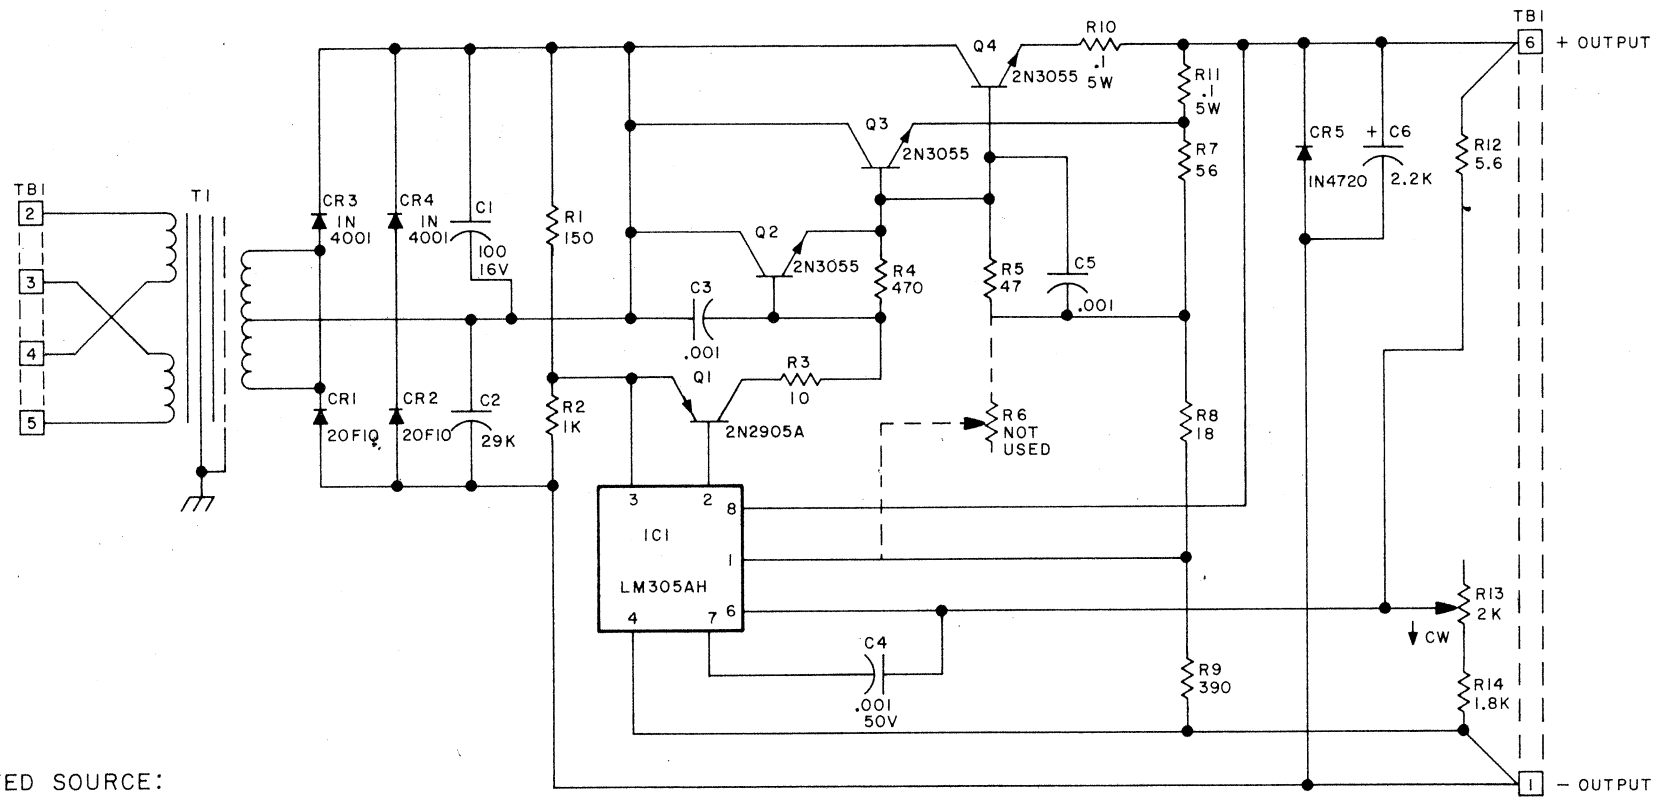 TB1
6
+ OUTPUT
R10
.1
5W
Q4
2N3055
R11
.1
5W
Q3
2N3055
R7
56
CR5
1N4720
+ C6
2.2K
R12
5.6
TB1
2
3
4
5
T1
CR3
1N
4001
CR4
1N
4001
C1
100
16V
R1
150
Q2
2N3055
R4
470
R5
47
C5
.001
C3
.001
CR1
20F10
CR2
20F10
C2
29K
R2
1K
Q1
2N2905A
R3
10
R6
NOT
USED
R8
18
3
2
8
IC1
1
LM305AH
4
7
6
C4
.001
50V
R13
2K
CW
R9
390
R14
1.8K
TED SOURCE:
1
- OUTPUT